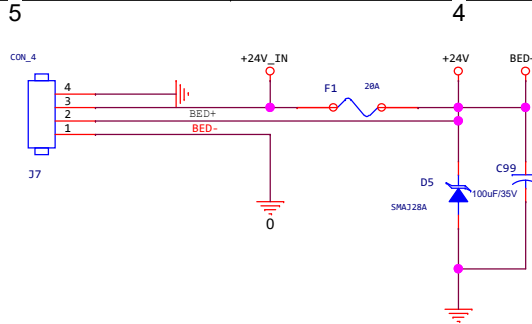 5
4
CON_4
+24V_IN
+24V
BED-
4
3
2
1
F1
20A
BED+
BED-
J7
D5
SMAJ28A
C99
100uF/35V
0